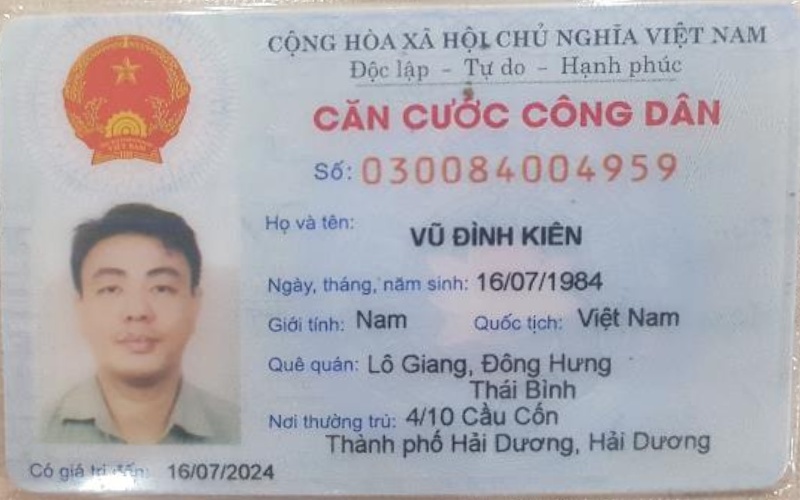 CỘNG HÒA XÃ HỘI CHỦ NGHĨA VIỆT NAM
Độc lập - Tự do - Hạnh phúc
CĂN CƯỚC CÔNG DÂN
Số: 030084004959
Họ và tên: VŨ ĐÌNH KIÊN
Ngày, tháng, năm sinh: 16/07/1984
Giới tính: Nam Quốc tịch: Việt Nam
Quê quán: Lô Giang, Đông Hưng
Thái Bình
Nơi thường trú: 4/10 Cầu Cốn
Thành phố Hải Dương, Hải Dương
Có giá trị đến: 16/07/2024